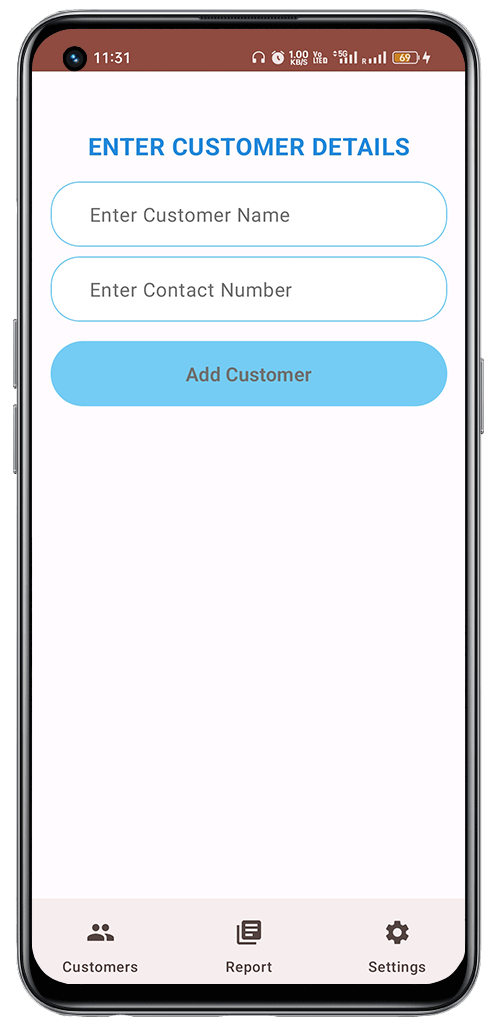 11:31 1.00 KB/S Vo LTED 5G R 69
ENTER CUSTOMER DETAILS
Enter Customer Name
Enter Contact Number
Add Customer
Customers Report Settings